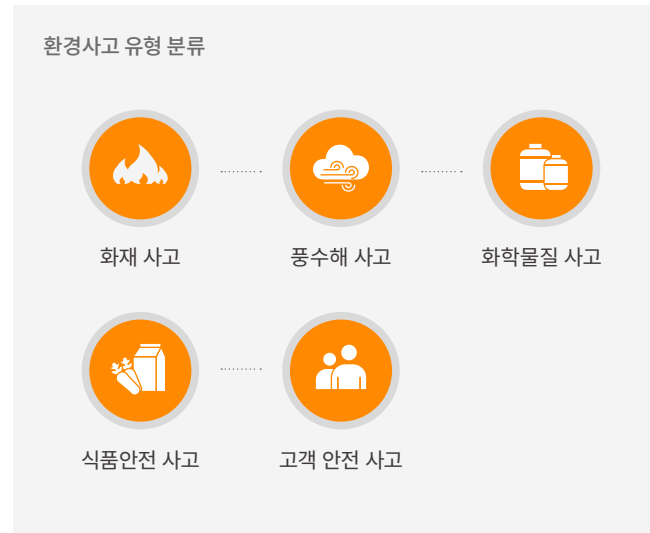 환경사고 유형 분류
화재 사고
풍수해 사고
화학물질 사고
식품안전 사고
고객 안전 사고